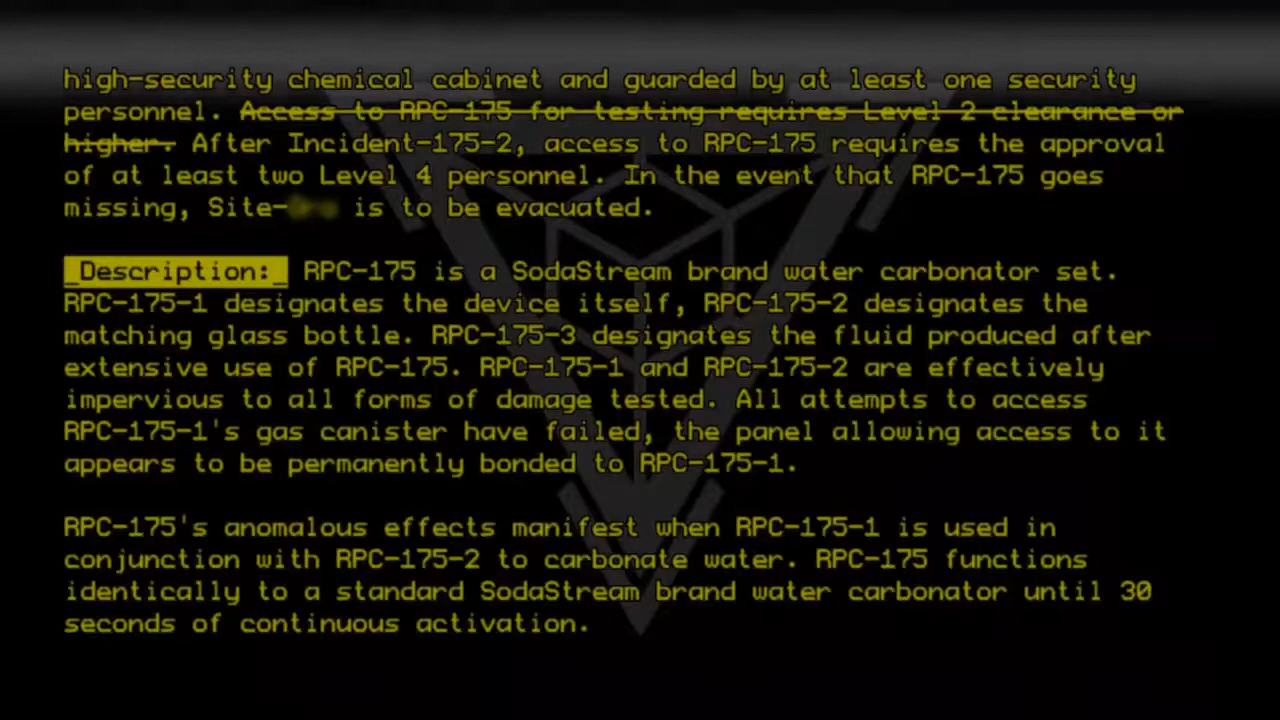 high-security chemical cabinet and guarded by at least one security
personnel. Access to RPC-175 for testing requires Level 2 clearance or
higher. After Incident-175-2, access to RPC-175 requires the approval
of at least two Level 4 personnel. In the event that RPC-175 goes
missing, Site- is to be evacuated.
_Description:_ RPC-175 is a SodaStream brand water carbonator set.
RPC-175-1 designates the device itself, RPC-175-2 designates the
matching glass bottle. RPC-175-3 designates the fluid produced after
extensive use of RPC-175. RPC-175-1 and RPC-175-2 are effectively
impervious to all forms of damage tested. All attempts to access
RPC-175-1's gas canister have failed, the panel allowing access to it
appears to be permanently bonded to RPC-175-1.
RPC-175's anomalous effects manifest when RPC-175-1 is used in
conjunction with RPC-175-2 to carbonate water. RPC-175 functions
identically to a standard SodaStream brand water carbonator until 30
seconds of continuous activation.